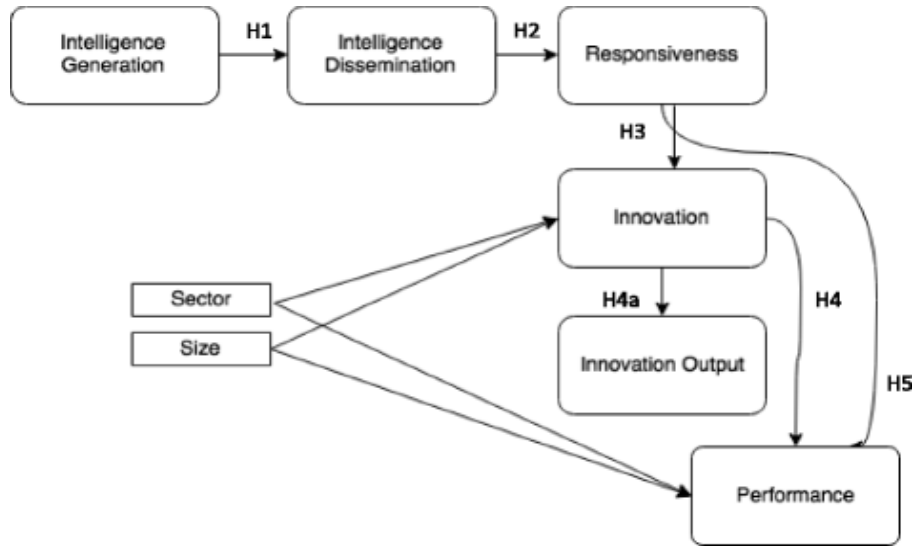 Intelligence
Generation
H1
Intelligence
Dissemination
H2
Responsiveness
H3
Innovation
Sector
Size
H4a
H4
Innovation Output
H5
Performance